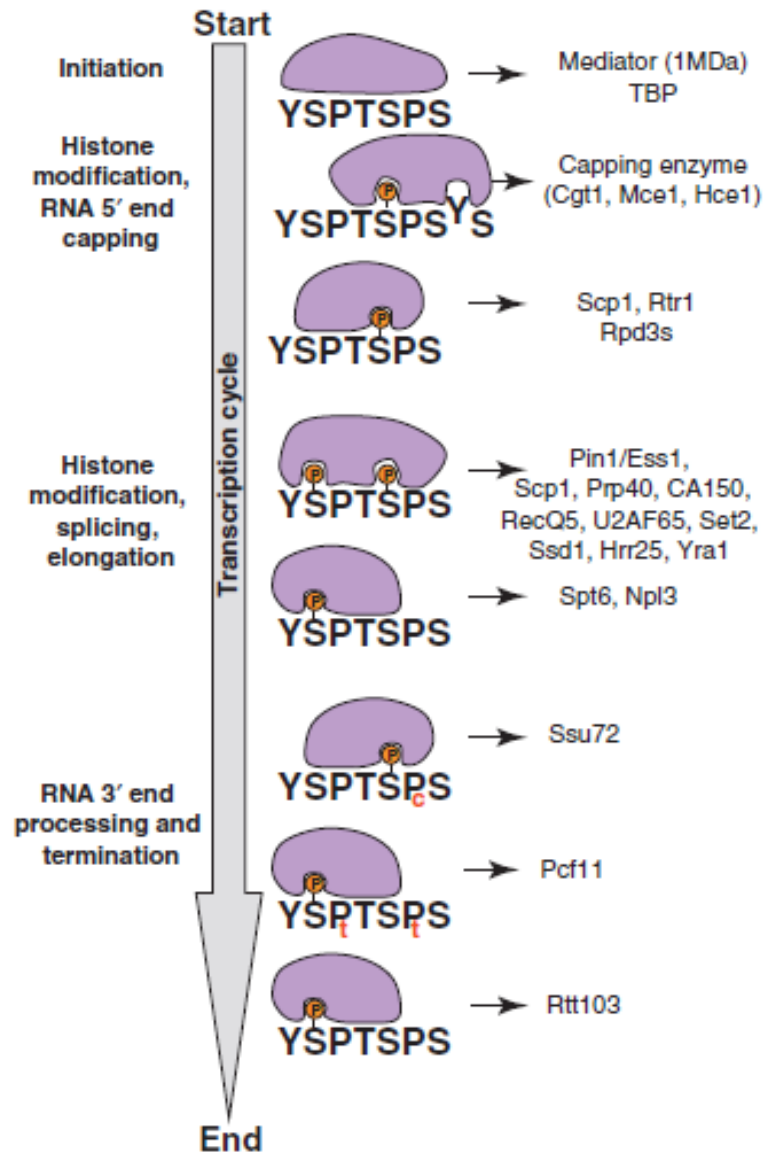 Start
Initiation
Mediator (1MDa)
TBP
YSPTSPS
Histone
modification,
RNA 5′ end
capping
P
Capping enzyme
(Cgt1, Mce1, Hce1)
YSPTSPSYS
P
Scp1, Rtr1
Rpd3s
YSPTSPS
Transcription cycle
Histone
modification,
splicing,
elongation
P P
Pin1/Ess1,
Scp1, Prp40, CA150,
RecQ5, U2AF65, Set2,
Ssd1, Hrr25, Yra1
YSPTSPS
P
Spt6, Npl3
YSPTSPS
P
Ssu72
YSPTSPS
c
RNA 3′ end
processing and
termination
P
Pcf11
YSPTSPS
t t
P
Rtt103
YSPTSPS
End